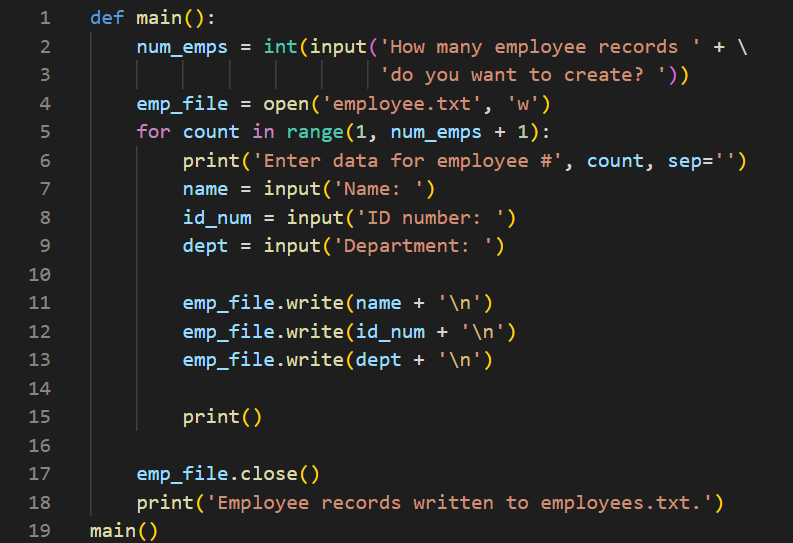 1 def main():
2     num_emps = int(input('How many employee records ' + \
3                          'do you want to create? '))
4     emp_file = open('employee.txt', 'w')
5     for count in range(1, num_emps + 1):
6         print('Enter data for employee #', count, sep='')
7         name = input('Name: ')
8         id_num = input('ID number: ')
9         dept = input('Department: ')
10
11         emp_file.write(name + '\n')
12         emp_file.write(id_num + '\n')
13         emp_file.write(dept + '\n')
14
15         print()
16
17     emp_file.close()
18     print('Employee records written to employees.txt.')
19 main()